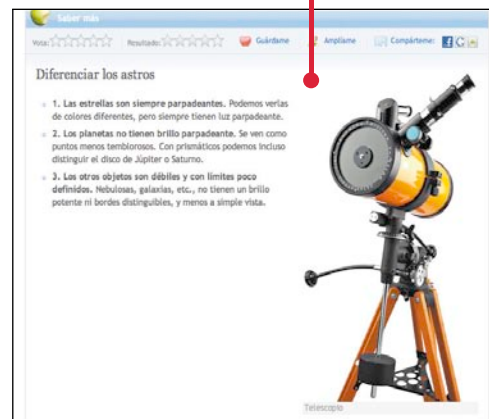 Saber más
Vota: Resultado: Guárdame Ampliame Compárteme:
Diferenciar los astros
1. Las estrellas son siempre parpadeantes. Podemos verlas
de colores diferentes, pero siempre tienen luz parpadeante.
2. Los planetas no tienen brillo parpadeante. Se ven como
puntos menos temblorosos. Con prismáticos podemos incluso
distinguir el disco de Júpiter o Saturno.
3. Los otros objetos son débiles y con límites poco
definidos. Nebulosas, galaxias, etc., no tienen un brillo
potente ni bordes distinguibles, y menos a simple vista.
Telescopio